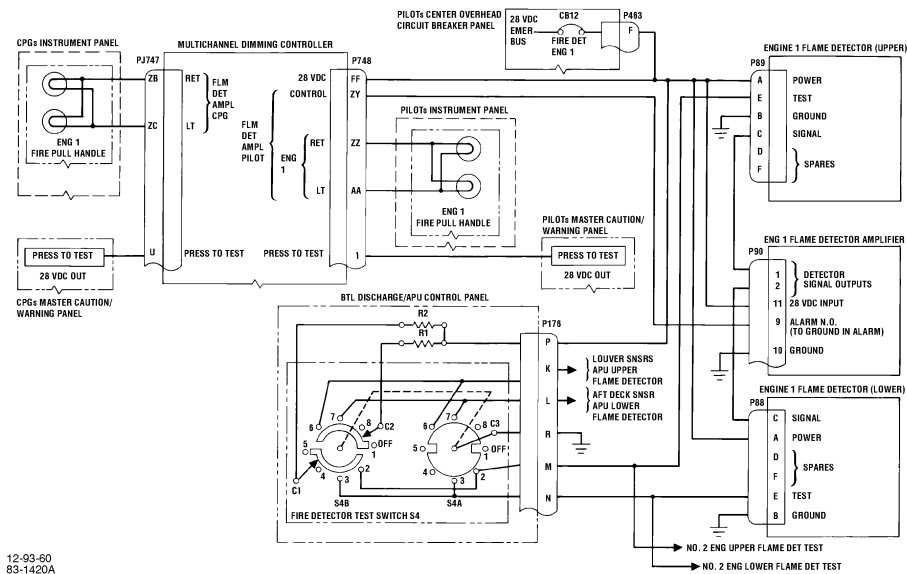 PILOTs CENTER OVERHEAD
CIRCUIT BREAKER PANEL
28 VDC
EMER
BUS
CB12
FIRE DET
ENG 1
P463
F
CPGs INSTRUMENT PANEL
ENG 1
FIRE PULL HANDLE
MULTICHANNEL DIMMING CONTROLLER
PJ747
ZB
ZC
U
RET
LT
FLM
DET
AMPL
CPG
PRESS TO TEST
28 VDC
CONTROL
FLM
DET
AMPL
PILOT
ENG
1
RET
LT
PRESS TO TEST
P748
FF
ZY
ZZ
AA
1
PILOTs INSTRUMENT PANEL
ENG 1
FIRE PULL HANDLE
PRESS TO TEST
28 VDC OUT
CPGs MASTER CAUTION/
WARNING PANEL
PILOTs MASTER CAUTION/
WARNING PANEL
PRESS TO TEST
28 VDC OUT
ENGINE 1 FLAME DETECTOR (UPPER)
P89
A POWER
E TEST
B GROUND
C SIGNAL
D
F
SPARES
ENG 1 FLAME DETECTOR AMPLIFIER
P90
1
2
DETECTOR
SIGNAL OUTPUTS
11 28 VDC INPUT
9 ALARM N.O.
(TO GROUND IN ALARM)
10 GROUND
ENGINE 1 FLAME DETECTOR (LOWER)
P88
C SIGNAL
A POWER
D
F
SPARES
E TEST
B GROUND
BTL DISCHARGE/APU CONTROL PANEL
R2
R1
P176
P
K
L
R
M
N
LOUVER SNSRS
APU UPPER
FLAME DETECTOR
AFT DECK SNSR
APU LOWER
FLAME DETECTOR
7
6
8
C2
5
OFF
1
4
3
2
C1
S4B
7
6
8
C3
5
OFF
1
4
3
2
S4A
FIRE DETECTOR TEST SWITCH S4
NO. 2 ENG UPPER FLAME DET TEST
NO. 2 ENG LOWER FLAME DET TEST
12-93-60
83-1420A